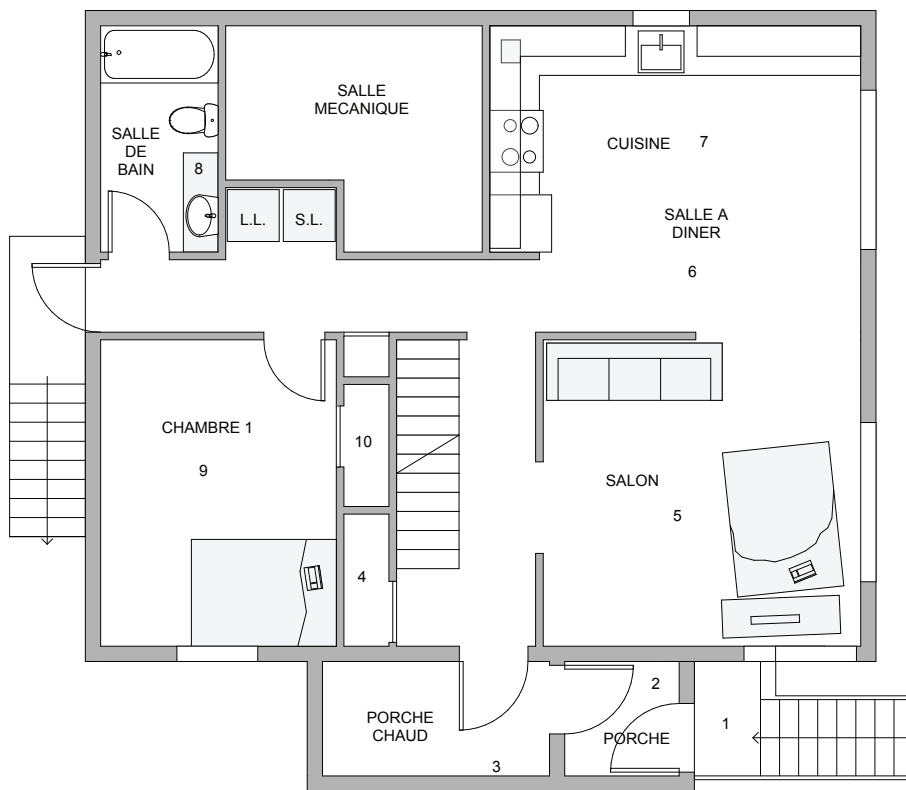 SALLE
MECANIQUE
SALLE
DE
BAIN
8
L.L.
S.L.
CUISINE
7
SALLE A
DINER
6
CHAMBRE 1
9
10
4
SALON
5
PORCHE
CHAUD
3
2
PORCHE
1